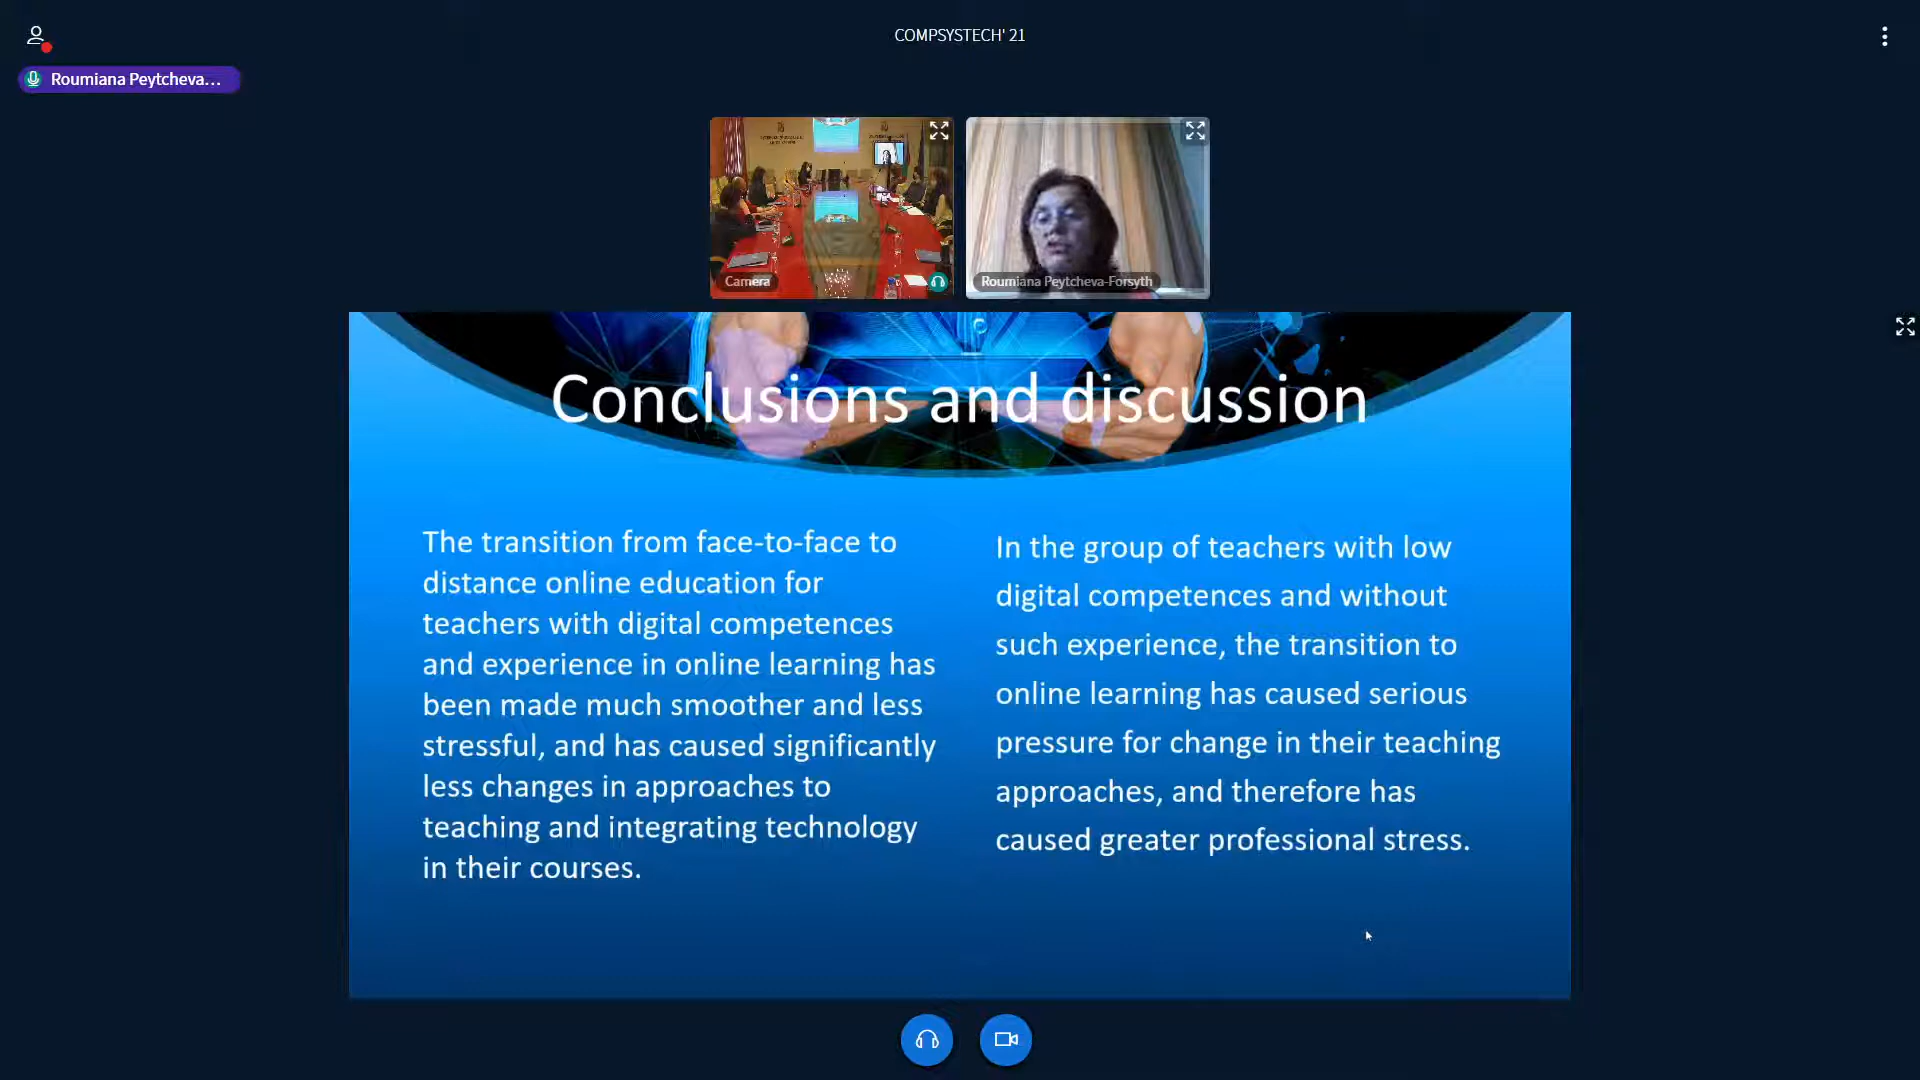 COMPSYSTECH' 21
Roumiana Peytcheva...
Camera
Roumiana Peytcheva-Forsyth
Conclusions and discussion
The transition from face-to-face to
distance online education for
teachers with digital competences
and experience in online learning has
been made much smoother and less
stressful, and has caused significantly
less changes in approaches to
teaching and integrating technology
in their courses.
In the group of teachers with low
digital competences and without
such experience, the transition to
online learning has caused serious
pressure for change in their teaching
approaches, and therefore has
caused greater professional stress.